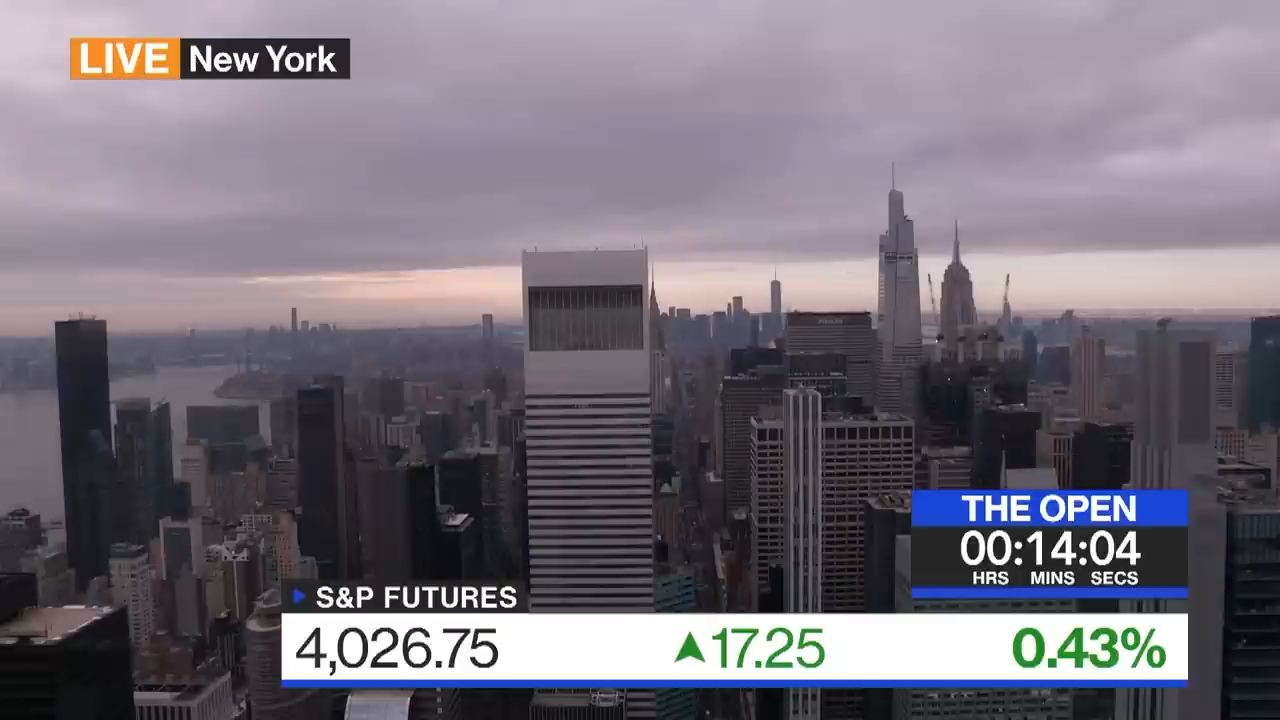 LIVE New York
THE OPEN
00:14:04
HRS MINS SECS
S&P FUTURES
4,026.75 ▲17.25 0.43%